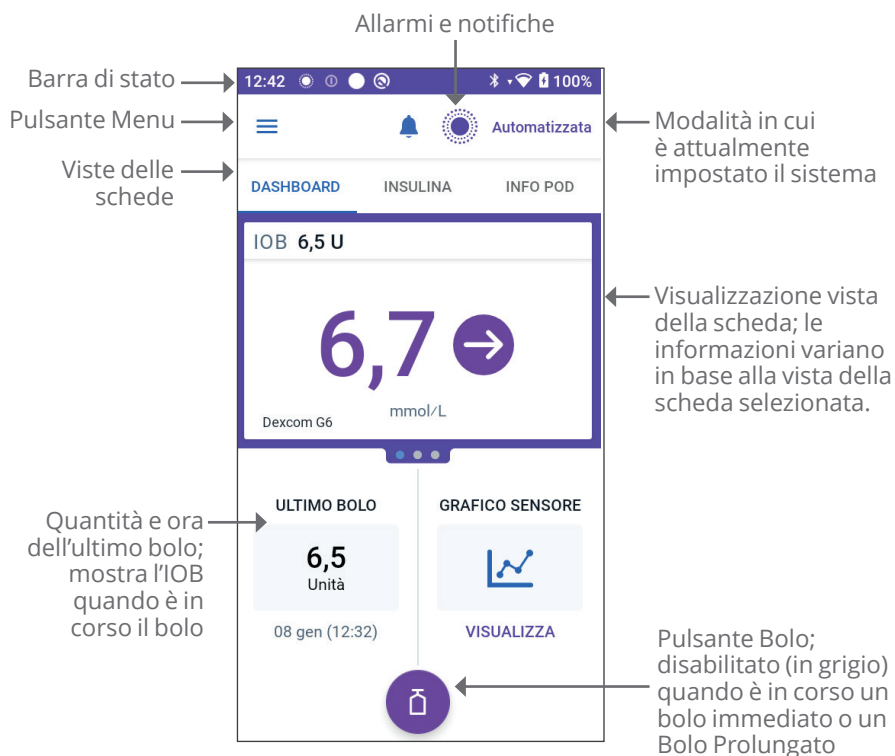 Allarmi e notifiche
Barra di stato
12:42
100%
Pulsante Menu
Automatizzata
Modalità in cui
è attualmente
impostato il sistema
Viste delle
schede
DASHBOARD
INSULINA
INFO POD
IOB 6,5 U
6,7
mmol/L
Dexcom G6
Visualizzazione vista
della scheda; le
informazioni variano
in base alla vista della
scheda selezionata.
ULTIMO BOLO
GRAFICO SENSORE
Quantità e ora
dell'ultimo bolo;
mostra l'IOB
quando è in
corso il bolo
6,5
Unità
08 gen (12:32)
VISUALIZZA
Pulsante Bolo;
disabilitato (in grigio)
quando è in corso un
bolo immediato o un
Bolo Prolungato